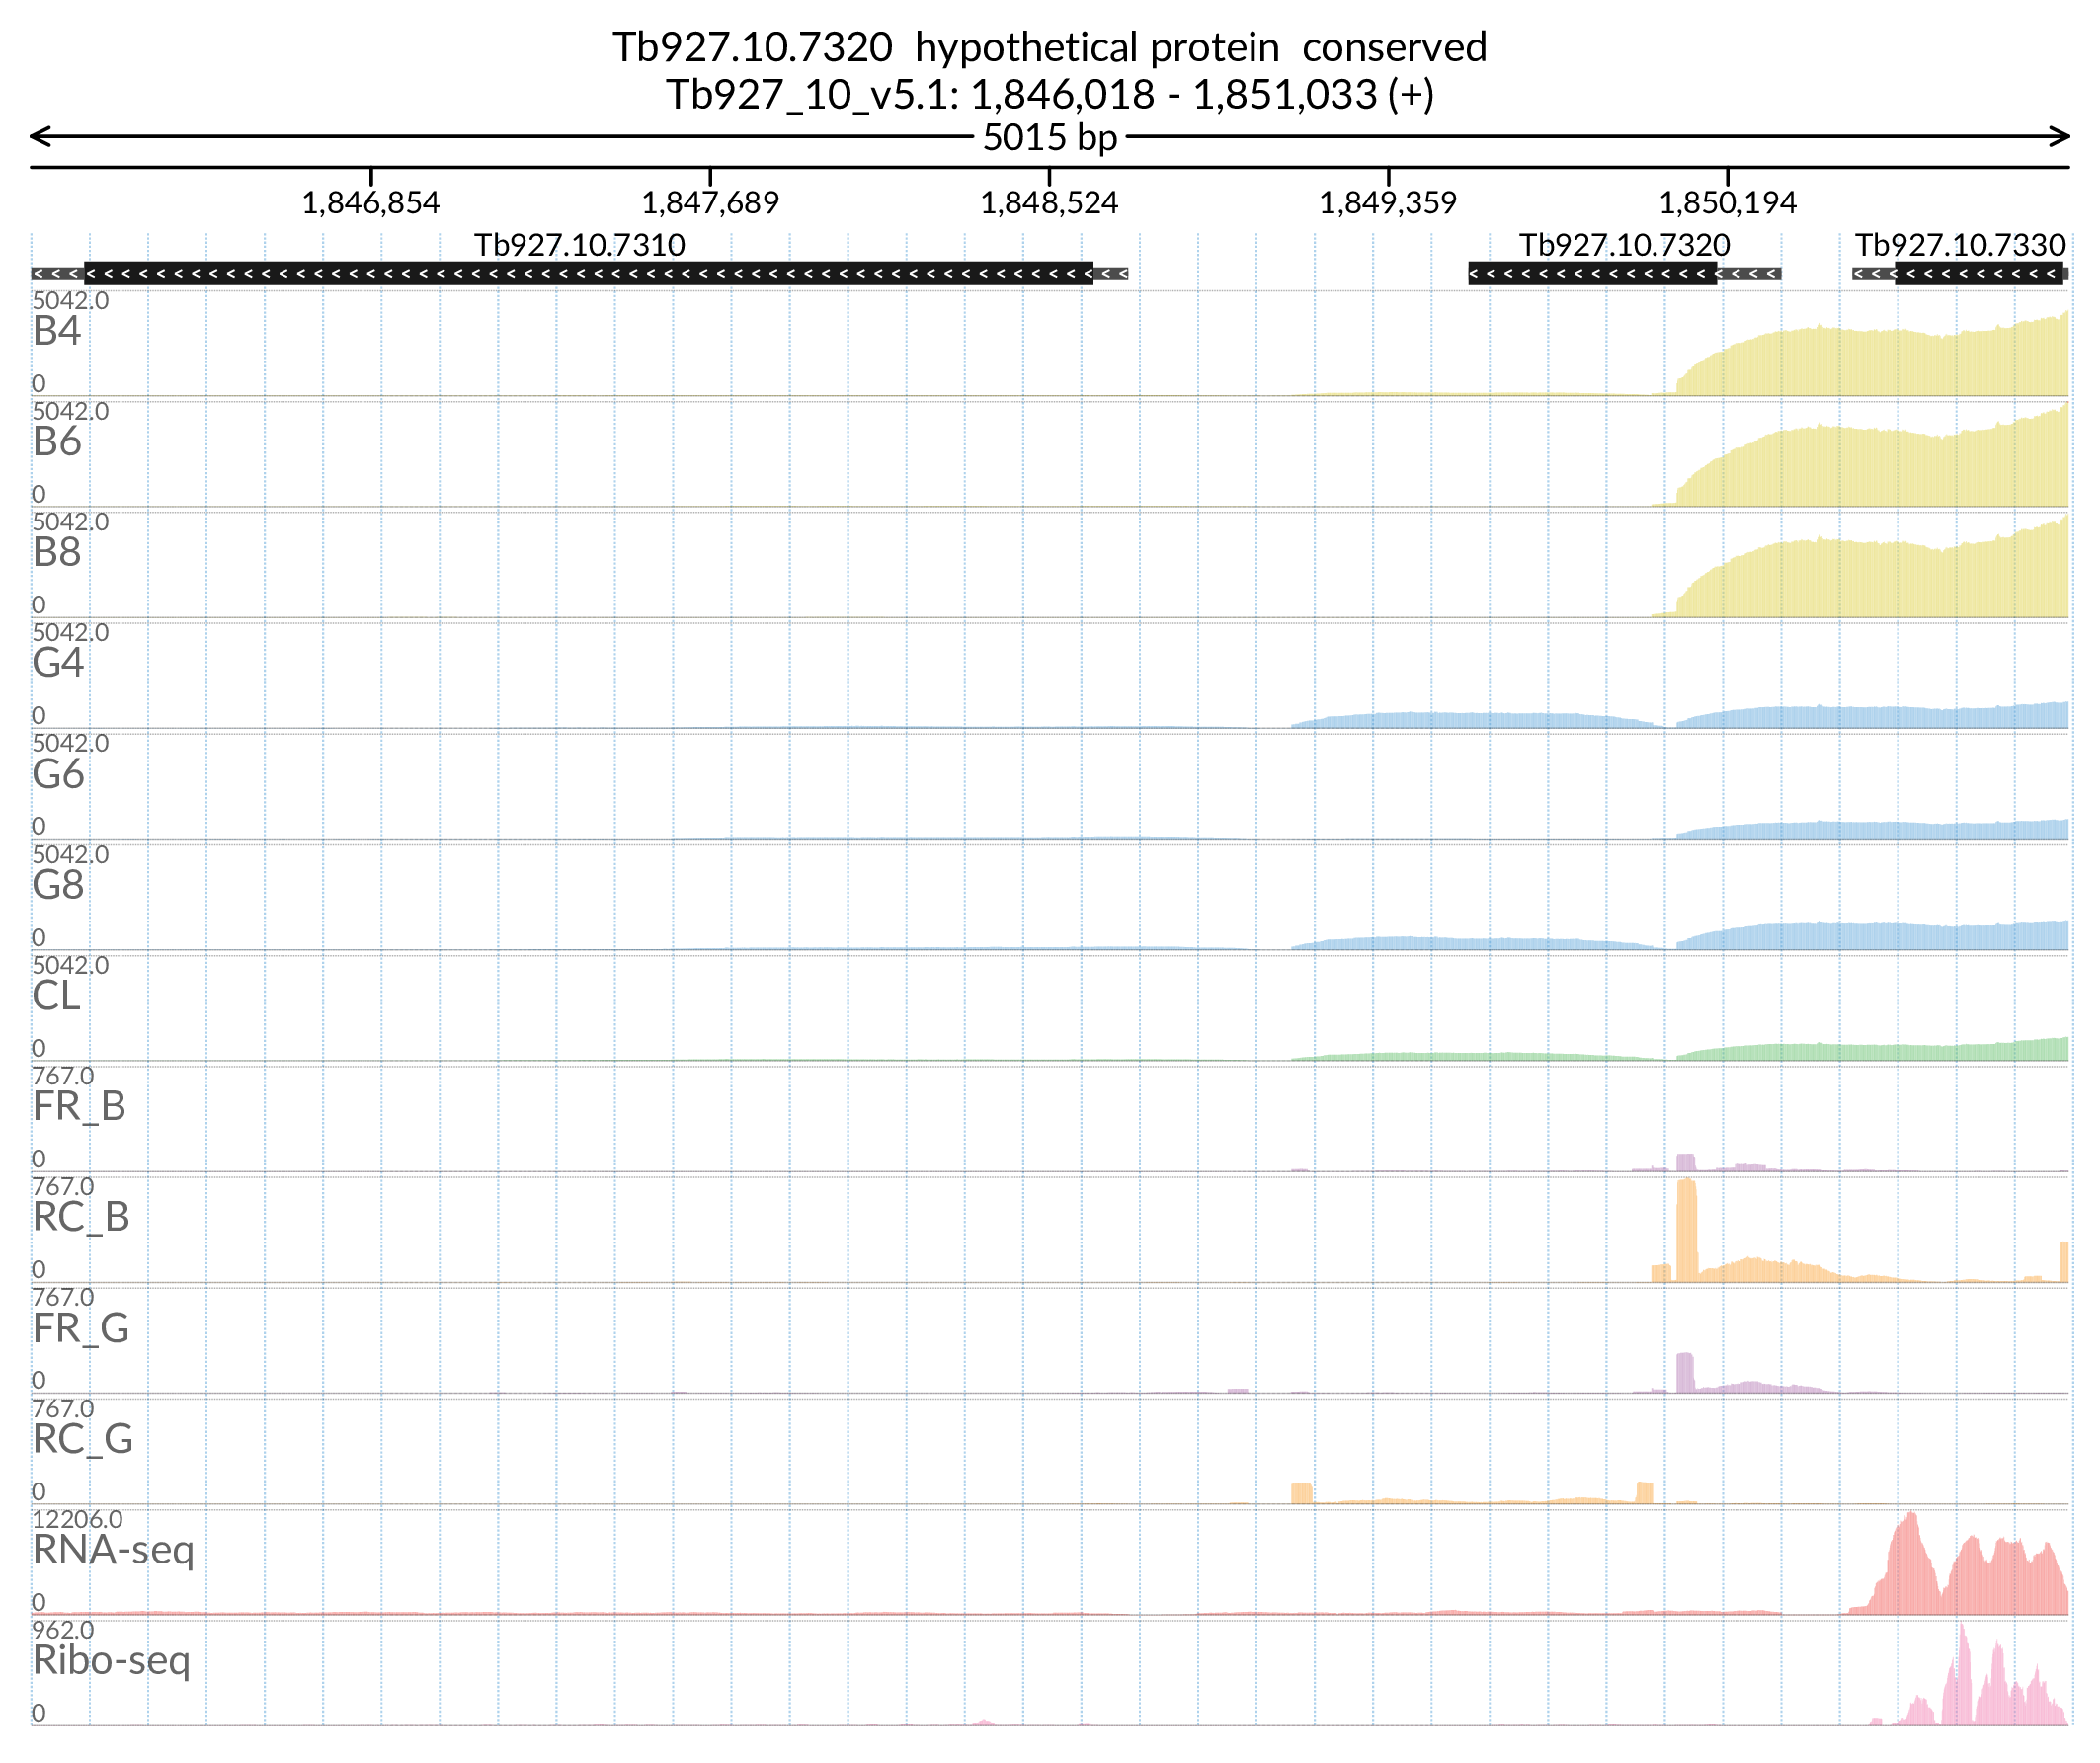 Tb927.10.7320 hypothetical protein conserved
Tb927_10_v5.1: 1,846,018 - 1,851,033 (+)
5015 bp
1,846,854 1,847,689 1,848,524 1,849,359 1,850,194
Tb927.10.7310 Tb927.10.7320 Tb927.10.7330
5042.0
B4
0
5042.0
B6
0
5042.0
B8
0
5042.0
G4
0
5042.0
G6
0
5042.0
G8
0
5042.0
CL
0
767.0
FR_B
0
767.0
RC_B
0
767.0
FR_G
0
767.0
RC_G
0
12206.0
RNA-seq
0
962.0
Ribo-seq
0